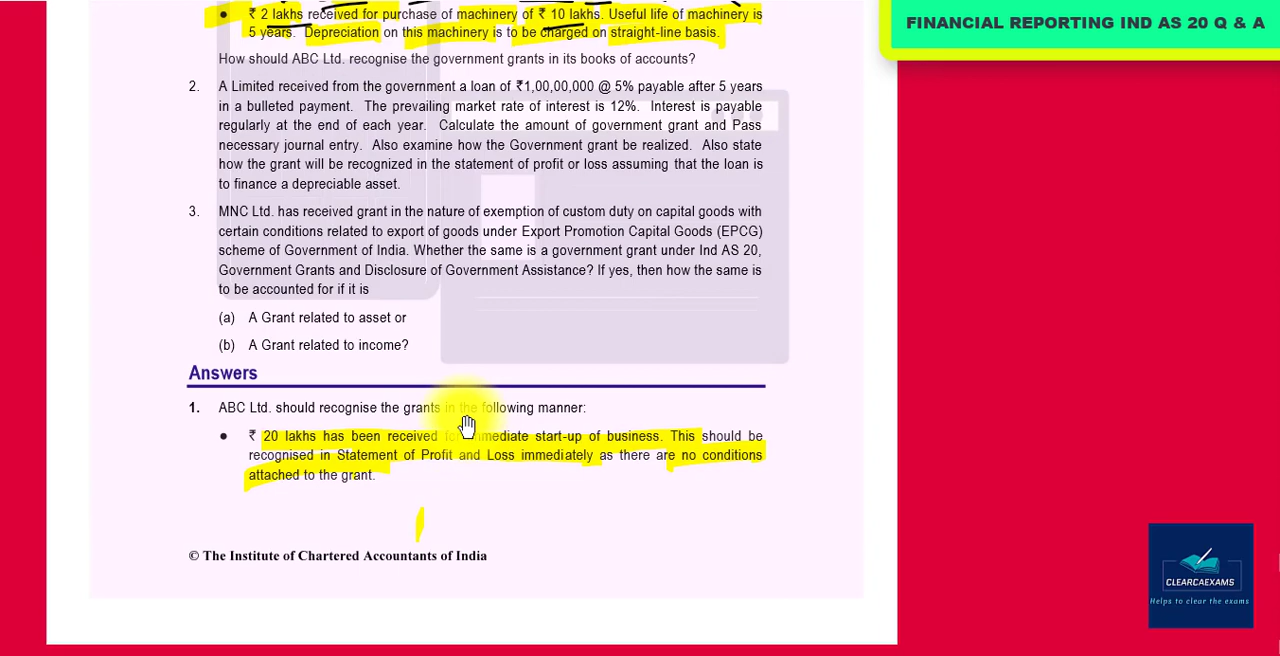 • ₹ 2 lakhs received for purchase of machinery of ₹ 10 lakhs. Useful life of machinery is
5 years. Depreciation on this machinery is to be charged on straight-line basis.
How should ABC Ltd. recognise the government grants in its books of accounts?
2. A Limited received from the government a loan of ₹1,00,00,000 @ 5% payable after 5 years
in a bulleted payment. The prevailing market rate of interest is 12%. Interest is payable
regularly at the end of each year. Calculate the amount of government grant and Pass
necessary journal entry. Also examine how the Government grant be realized. Also state
how the grant will be recognized in the statement of profit or loss assuming that the loan is
to finance a depreciable asset.
3. MNC Ltd. has received grant in the nature of exemption of custom duty on capital goods with
certain conditions related to export of goods under Export Promotion Capital Goods (EPCG)
scheme of Government of India. Whether the same is a government grant under Ind AS 20,
Government Grants and Disclosure of Government Assistance? If yes, then how the same is
to be accounted for if it is
(a) A Grant related to asset or
(b) A Grant related to income?
Answers
1. ABC Ltd. should recognise the grants in the following manner:
• ₹ 20 lakhs has been received for immediate start-up of business. This should be
recognised in Statement of Profit and Loss immediately as there are no conditions
attached to the grant.
© The Institute of Chartered Accountants of India
FINANCIAL REPORTING IND AS 20 Q & A
CLEARCAEXAMS
Helps to clear the exams